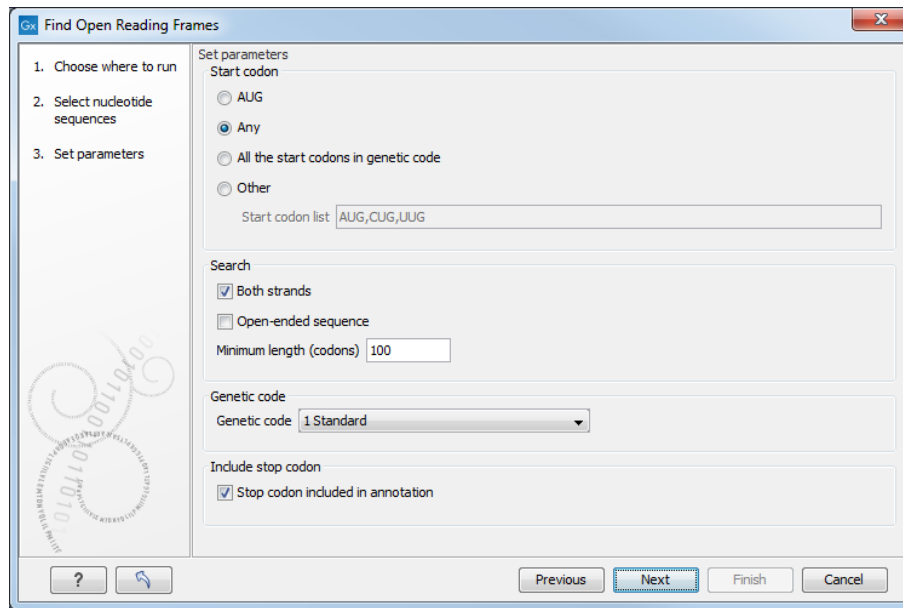 Gx Find Open Reading Frames
1. Choose where to run
2. Select nucleotide
sequences
3. Set parameters
Set parameters
Start codon
AUG
Any
All the start codons in genetic code
Other
Start codon list AUG,CUG,UUG
Search
Both strands
Open-ended sequence
Minimum length (codons) 100
Genetic code
Genetic code 1 Standard
Include stop codon
Stop codon included in annotation
? Previous Next Finish Cancel